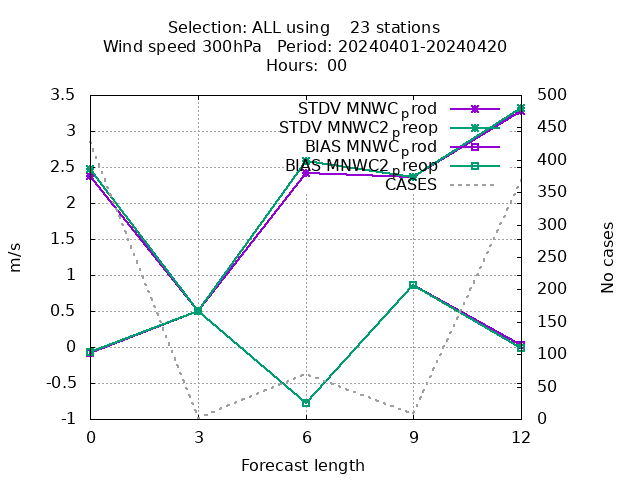 Selection: ALL using    23 stations
Wind speed 300hPa   Period: 20240401-20240420
Hours: 00
STDV MNWC_prod
STDV MNWC2_preop
BIAS MNWC_prod
BIAS MNWC2_preop
CASES
3.5
3
2.5
2
1.5
1
0.5
0
-0.5
-1
m/s
500
450
400
350
300
250
200
150
100
50
0
No cases
0 3 6 9 12
Forecast length